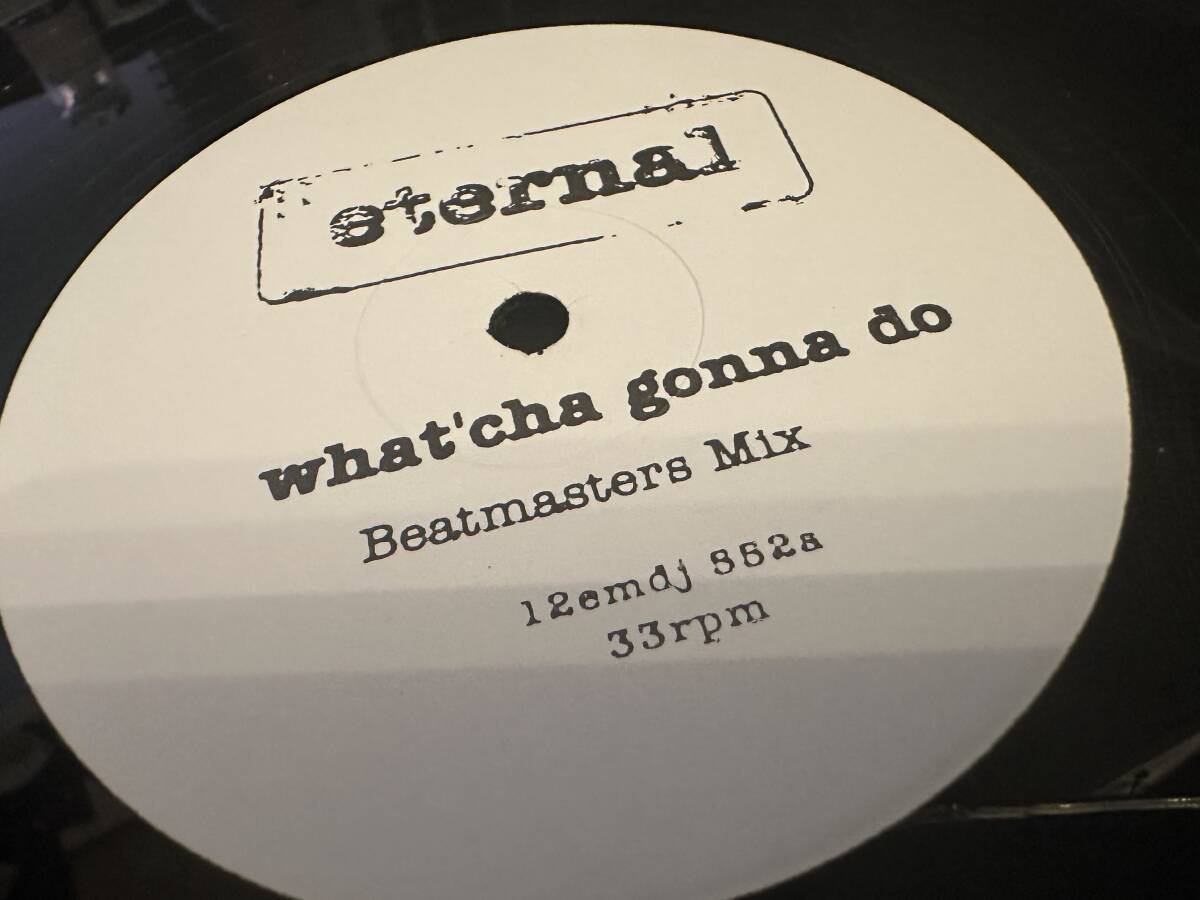 eternal
what'cha gonna do
Beatmasters Mix
12emdj 552a
33rpm